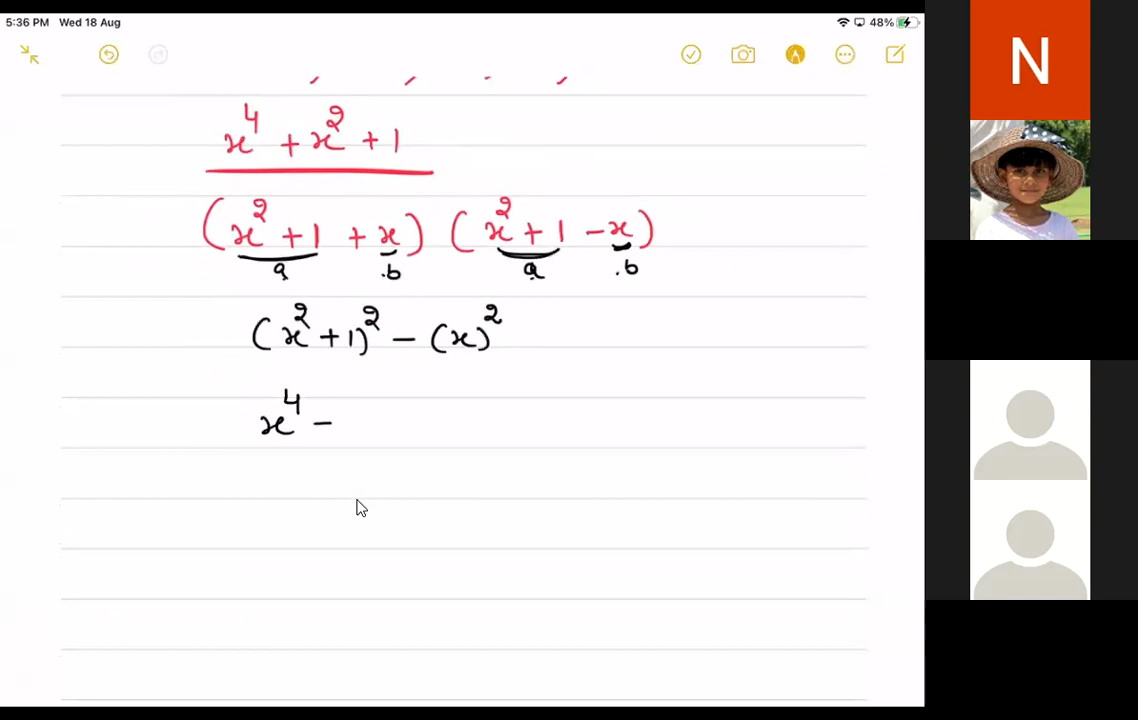 5:36 PM Wed 18 Aug 48%
N
x⁴ + x² + 1
(x² + 1 + x) (x² + 1 - x)
a .b a .b
(x² + 1)² - (x)²
x⁴ -